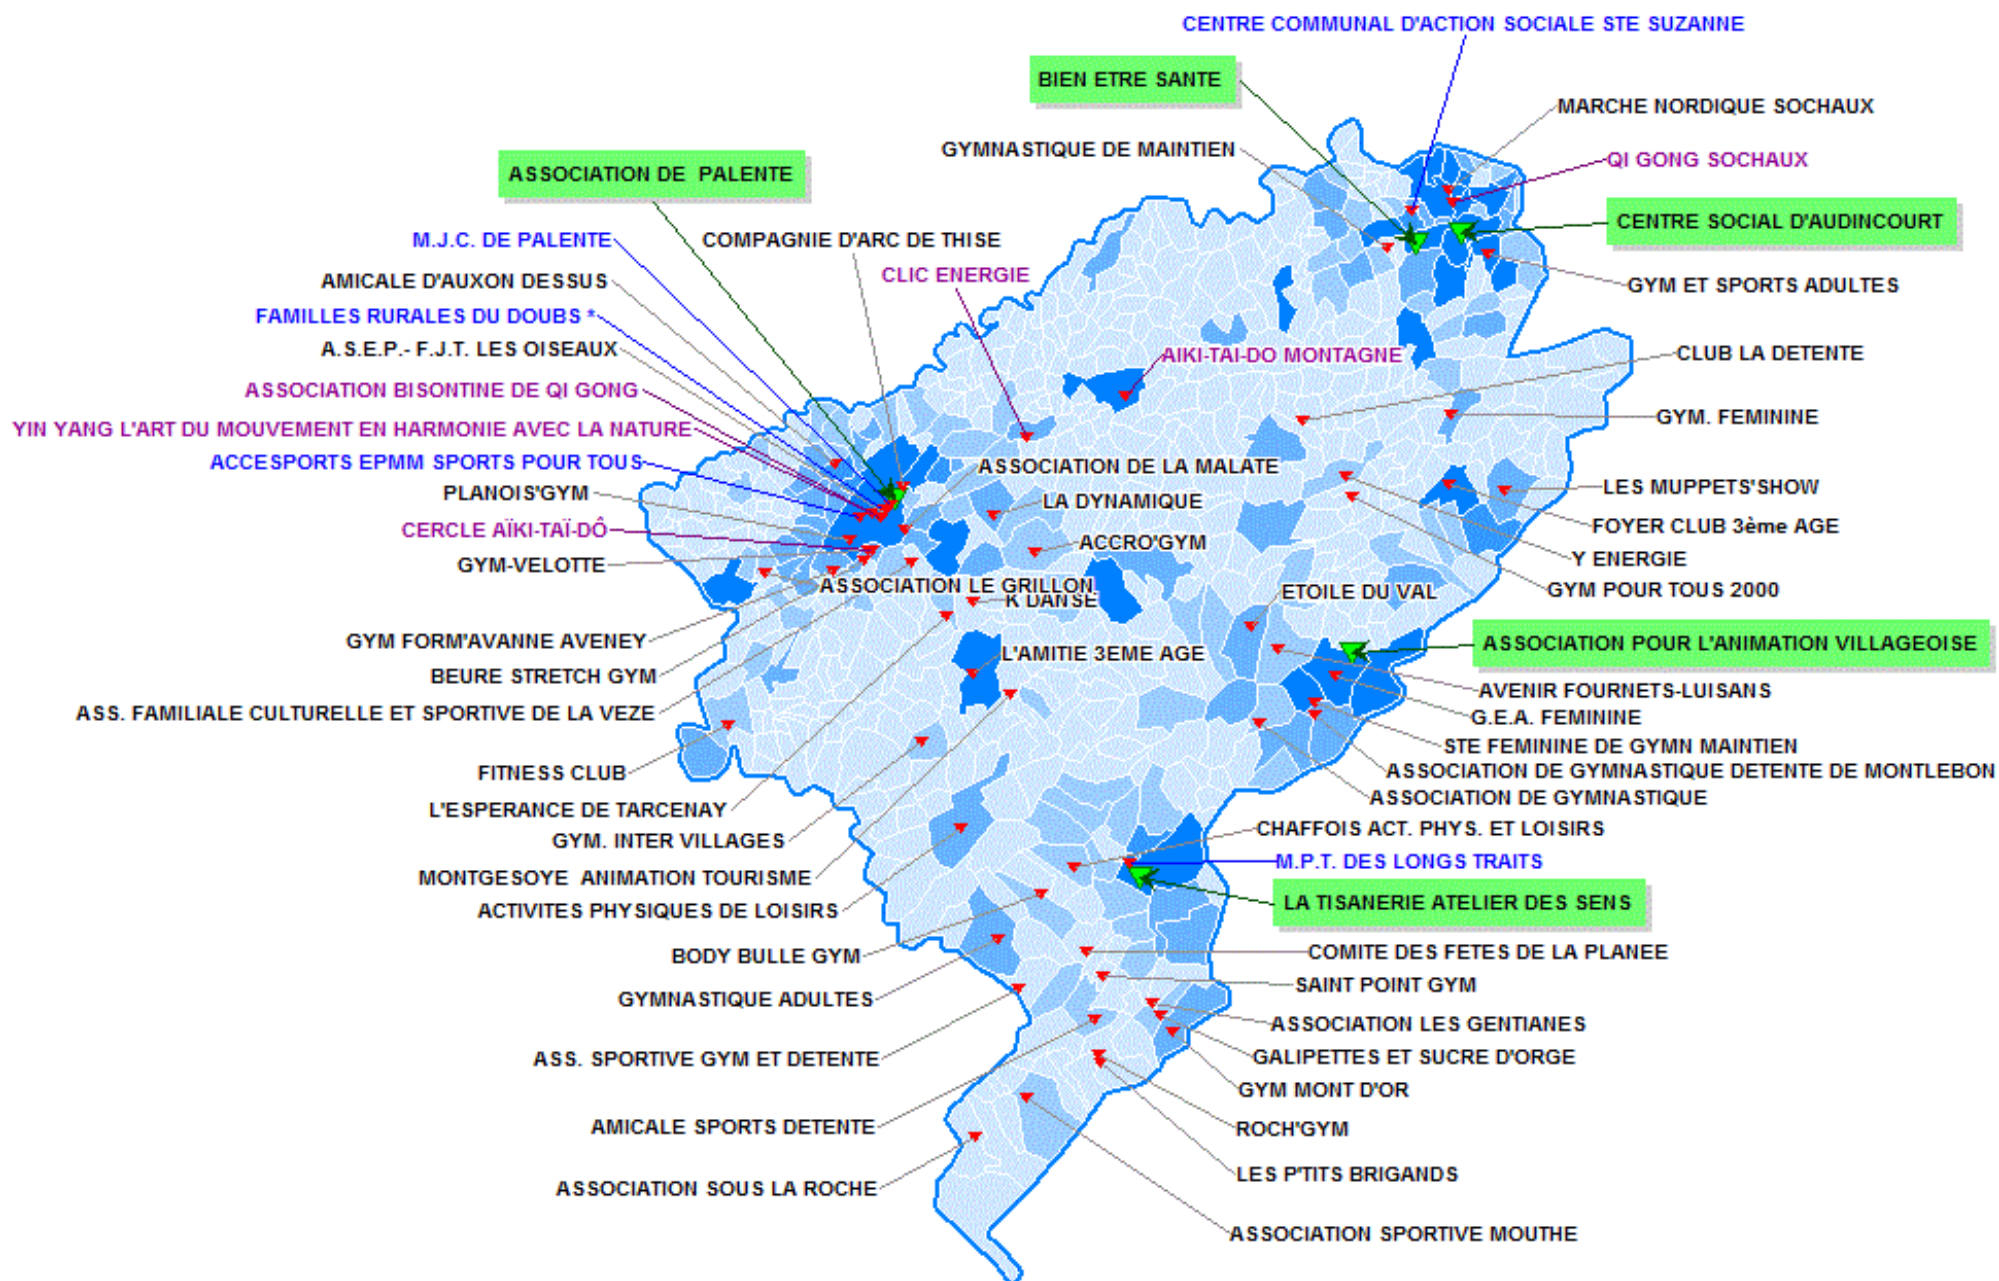 CENTRE COMMUNAL D'ACTION SOCIALE STE SUZANNE
BIEN ETRE SANTE
MARCHE NORDIQUE SOCHAUX
GYMNASTIQUE DE MAINTIEN
QI GONG SOCHAUX
ASSOCIATION DE  PALENTE
CENTRE SOCIAL D'AUDINCOURT
M.J.C. DE PALENTE
COMPAGNIE D'ARC DE THISE
CLIC ENERGIE
AMICALE D'AUXON DESSUS
GYM ET SPORTS ADULTES
FAMILLES RURALES DU DOUBS *
A.S.E.P.- F.J.T. LES OISEAUX
AIKI-TAI-DO MONTAGNE
CLUB LA DETENTE
ASSOCIATION BISONTINE DE QI GONG
GYM. FEMININE
YIN YANG L'ART DU MOUVEMENT EN HARMONIE AVEC LA NATURE
ACCESPORTS EPMM SPORTS POUR TOUS
ASSOCIATION DE LA MALATE
PLANOIS'GYM
LA DYNAMIQUE
LES MUPPETS'SHOW
CERCLE AÏKI-TAÏ-DÔ
FOYER CLUB 3ème AGE
ACCRO'GYM
Y ENERGIE
GYM-VELOTTE
ASSOCIATION LE GRILLON
K DANSE
ETOILE DU VAL
GYM POUR TOUS 2000
GYM FORM'AVANNE AVENEY
ASSOCIATION POUR L'ANIMATION VILLAGEOISE
L'AMITIE 3EME AGE
BEURE STRETCH GYM
AVENIR FOURNETS-LUISANS
ASS. FAMILIALE CULTURELLE ET SPORTIVE DE LA VEZE
G.E.A. FEMININE
STE FEMININE DE GYMN MAINTIEN
FITNESS CLUB
ASSOCIATION DE GYMNASTIQUE DETENTE DE MONTLEBON
L'ESPERANCE DE TARCENAY
ASSOCIATION DE GYMNASTIQUE
GYM. INTER VILLAGES
CHAFFOIS ACT. PHYS. ET LOISIRS
M.P.T. DES LONGS TRAITS
MONTGESOYE  ANIMATION TOURISME
LA TISANERIE ATELIER DES SENS
ACTIVITES PHYSIQUES DE LOISIRS
BODY BULLE GYM
COMITE DES FETES DE LA PLANEE
GYMNASTIQUE ADULTES
SAINT POINT GYM
ASSOCIATION LES GENTIANES
ASS. SPORTIVE GYM ET DETENTE
GALIPETTES ET SUCRE D'ORGE
GYM MONT D'OR
AMICALE SPORTS DETENTE
ROCH'GYM
LES P'TITS BRIGANDS
ASSOCIATION SOUS LA ROCHE
ASSOCIATION SPORTIVE MOUTHE